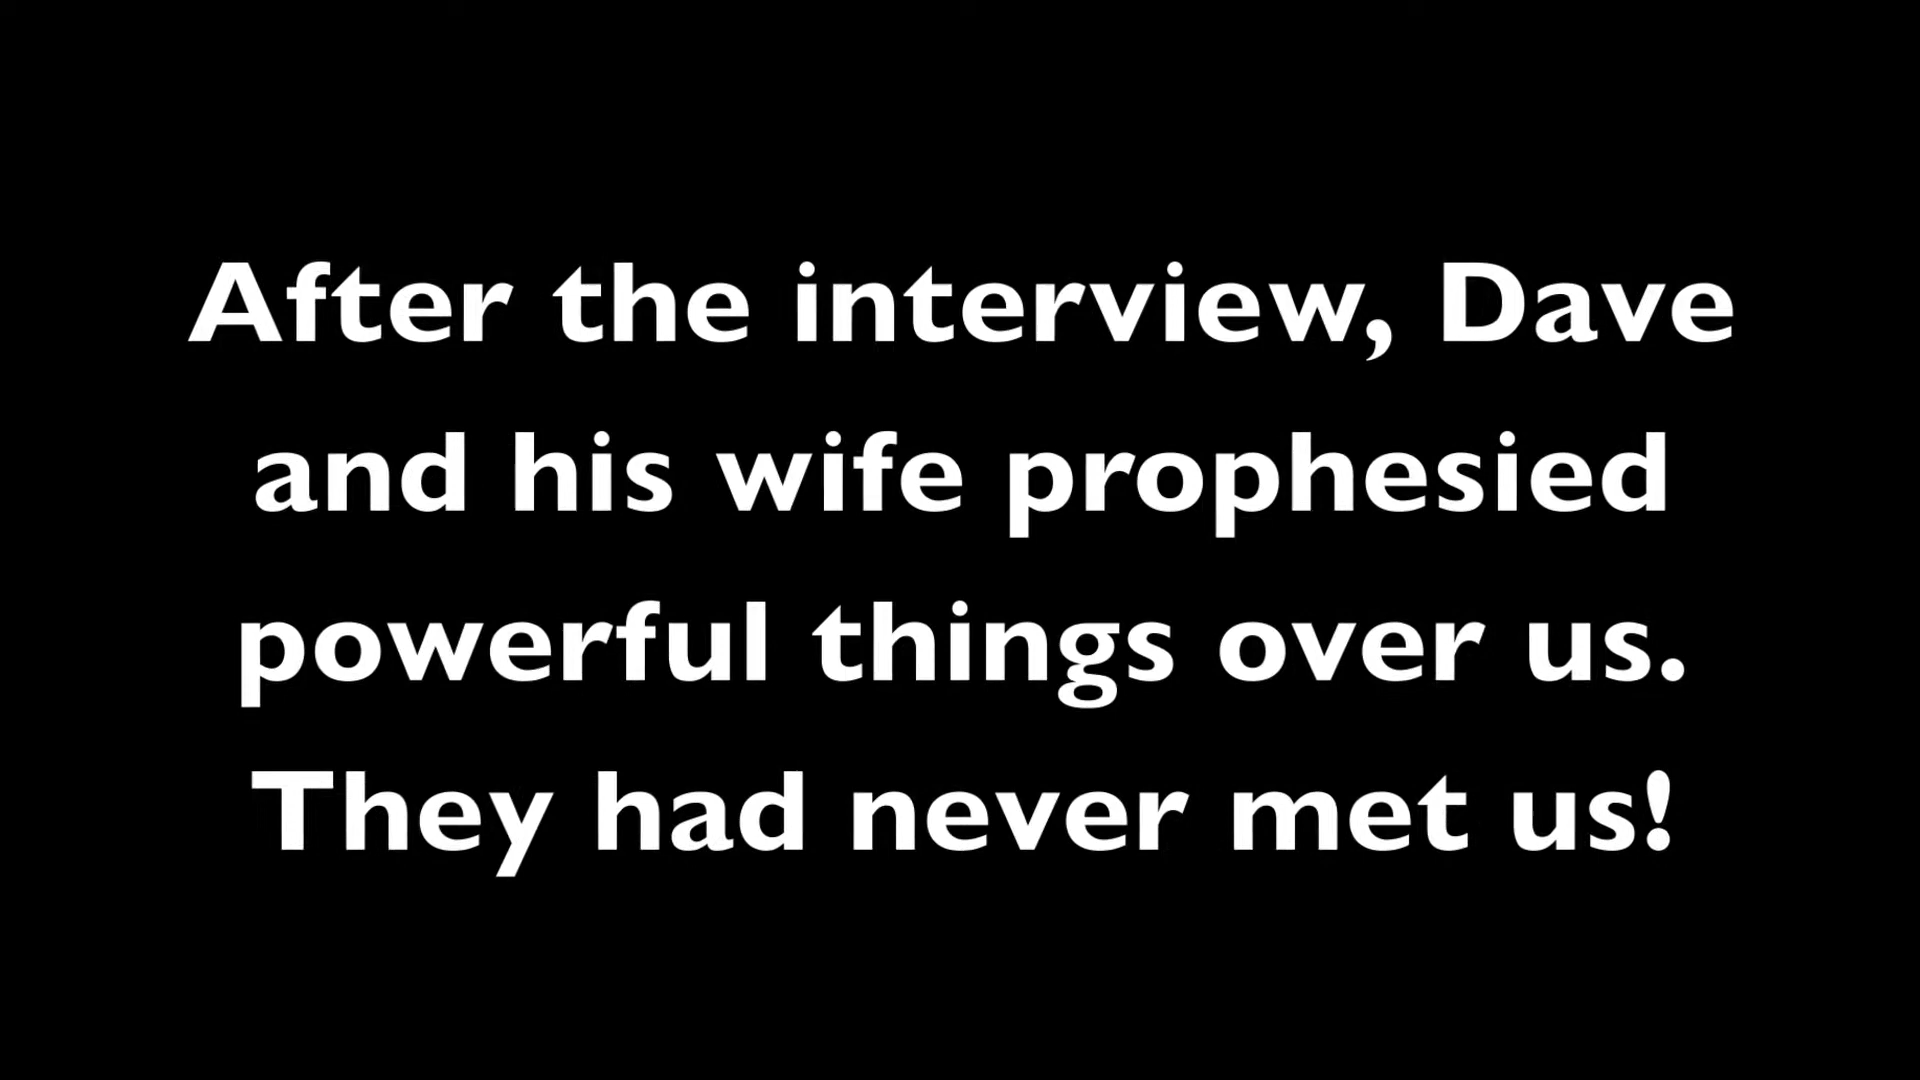 After the interview, Dave
and his wife prophesied
powerful things over us.
They had never met us!